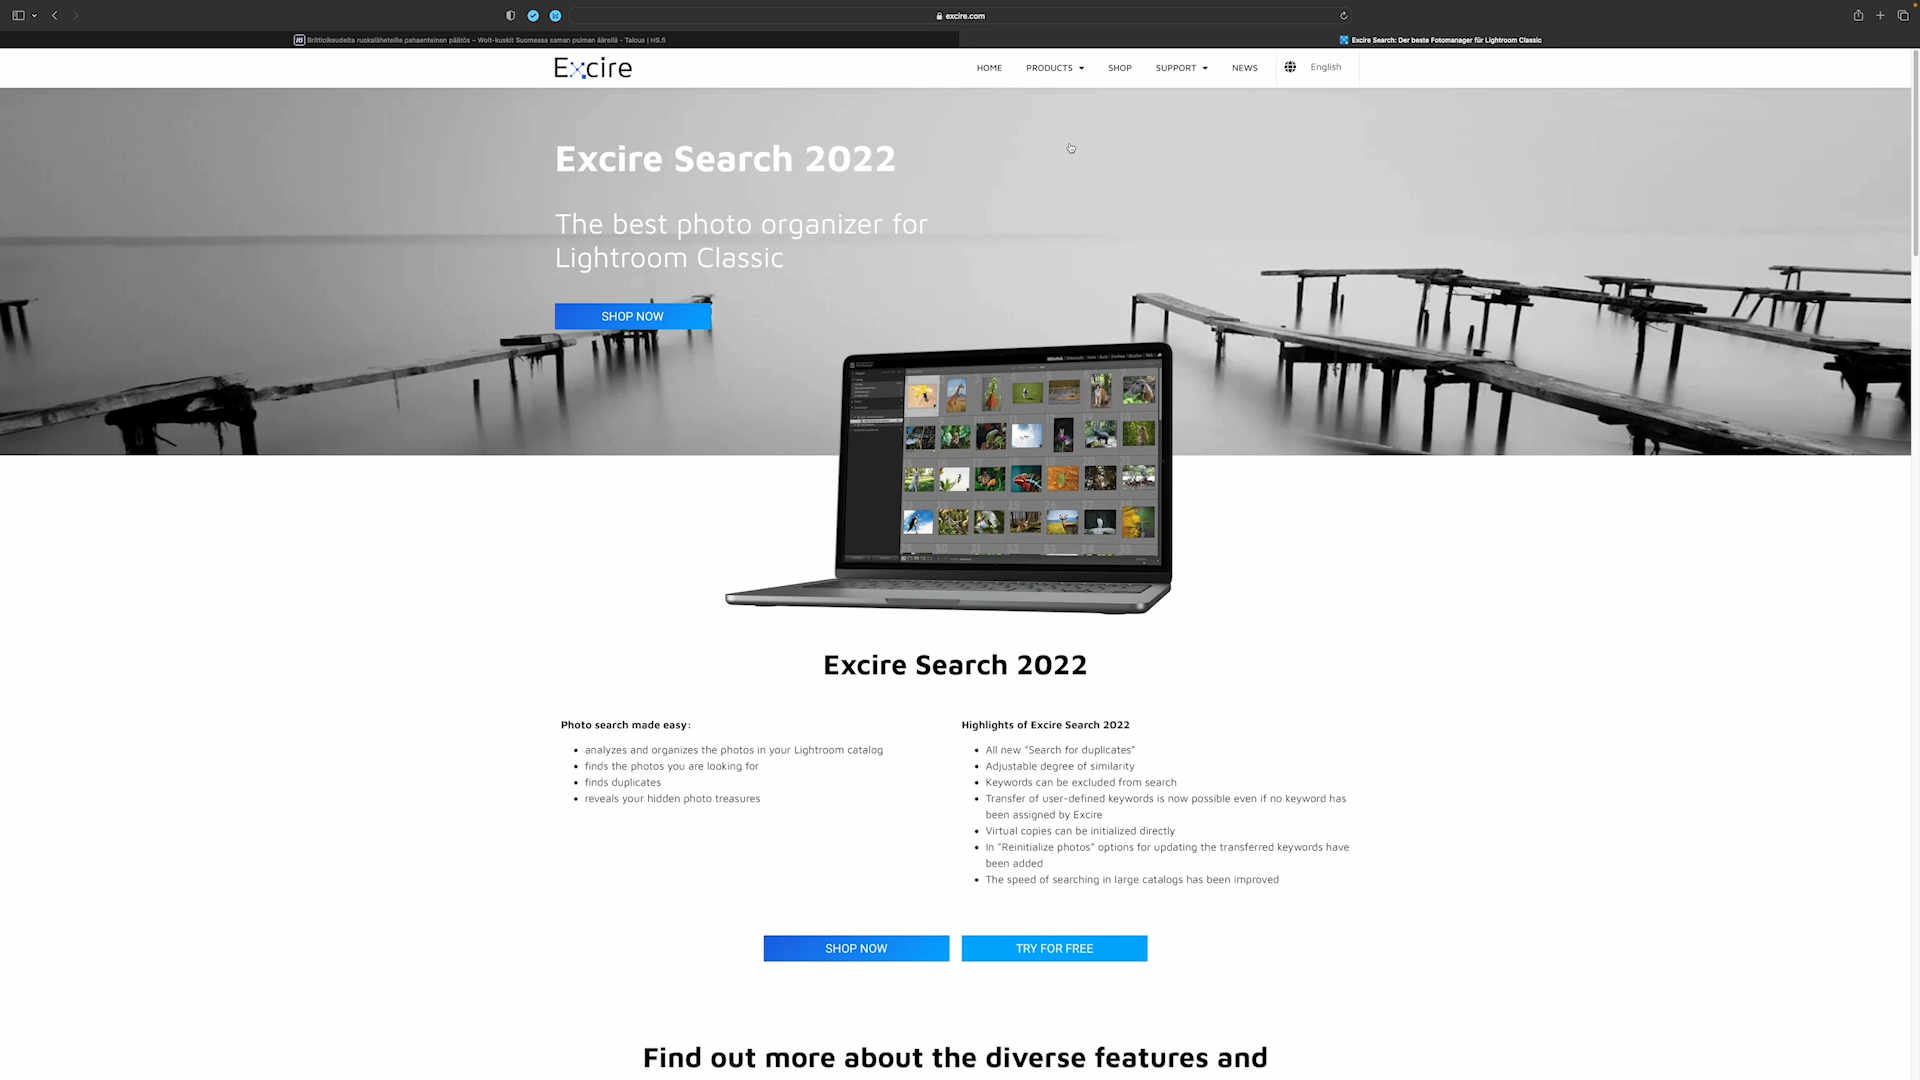 excire.com
Brittioikeudelta ruokaläheteille pahaenteinen päätös – Wolt-kuskit Suomessa saman pulman äärellä - Talous | HS.fi
Excire Search: Der beste Fotomanager für Lightroom Classic
Excire
HOME PRODUCTS SHOP SUPPORT NEWS English
Excire Search 2022
The best photo organizer for
Lightroom Classic
SHOP NOW
Excire Search 2022
Photo search made easy:
analyzes and organizes the photos in your Lightroom catalog
finds the photos you are looking for
finds duplicates
reveals your hidden photo treasures
Highlights of Excire Search 2022
All new "Search for duplicates"
Adjustable degree of similarity
Keywords can be excluded from search
Transfer of user-defined keywords is now possible even if no keyword has
been assigned by Excire
Virtual copies can be initialized directly
In "Reinitialize photos" options for updating the transferred keywords have
been added
The speed of searching in large catalogs has been improved
SHOP NOW
TRY FOR FREE
Find out more about the diverse features and